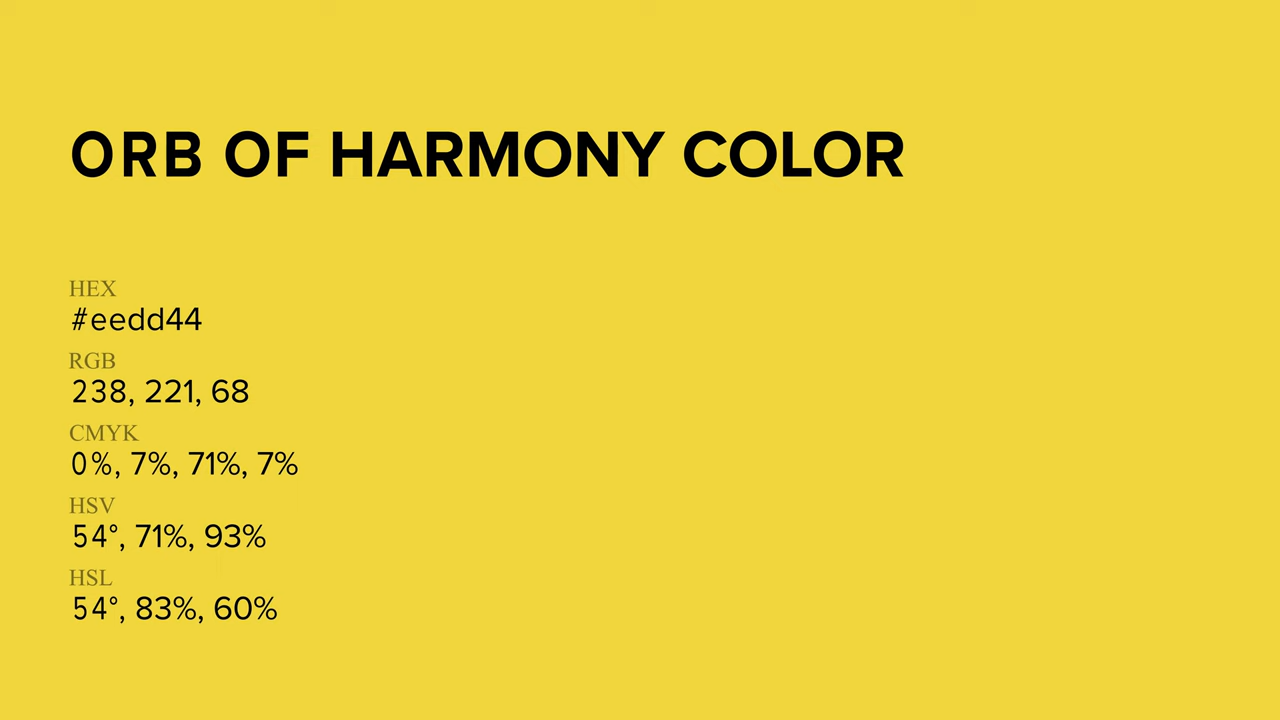 ORB OF HARMONY COLOR
HEX
#eedd44
RGB
238, 221, 68
CMYK
0%, 7%, 71%, 7%
HSV
54°, 71%, 93%
HSL
54°, 83%, 60%